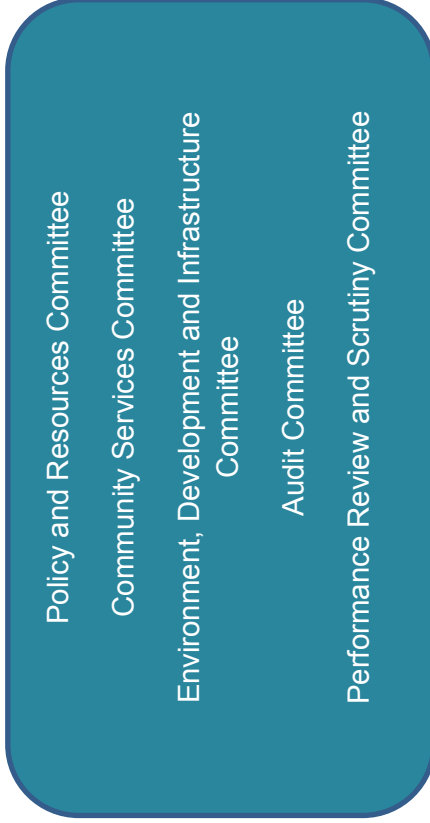 Policy and Resources Committee
Community Services Committee
Environment, Development and Infrastructure
Committee
Audit Committee
Performance Review and Scrutiny Committee